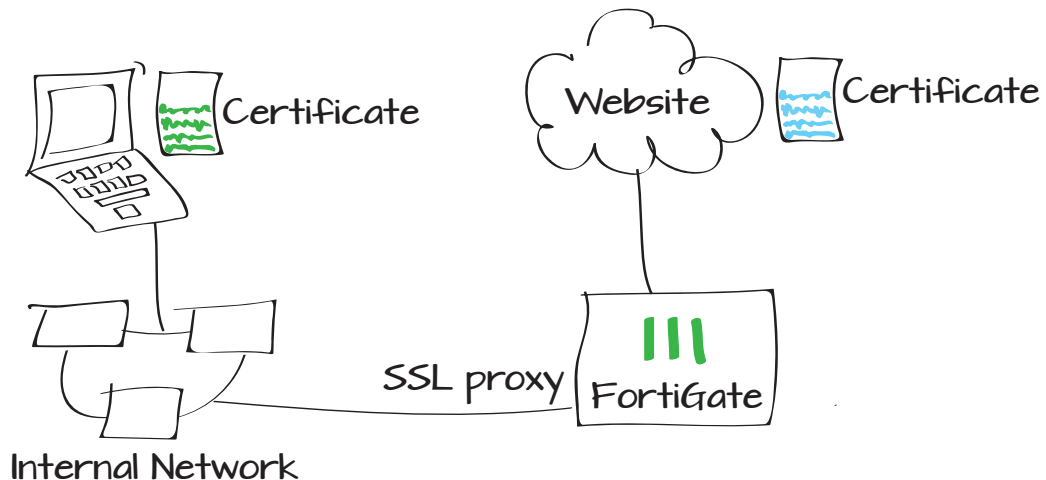 Certificate
Website
Certificate
SSL proxy
FortiGate
Internal Network